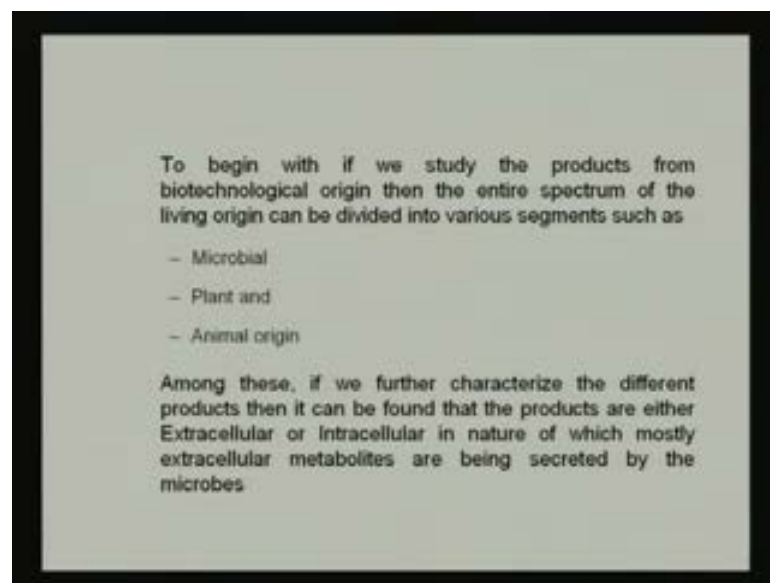 To begin with if we study the products from
biotechnological origin then the entire spectrum of the
living origin can be divided into various segments such as
– Microbial
– Plant and
– Animal origin
Among these, if we further characterize the different
products then it can be found that the products are either
Extracellular or Intracellular in nature of which mostly
extracellular metabolites are being secreted by the
microbes